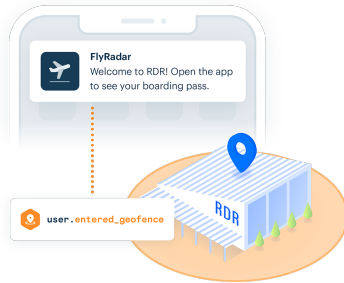 FlyRadar
Welcome to RDR! Open the app
to see your boarding pass.
user.entered_geofence
RDR